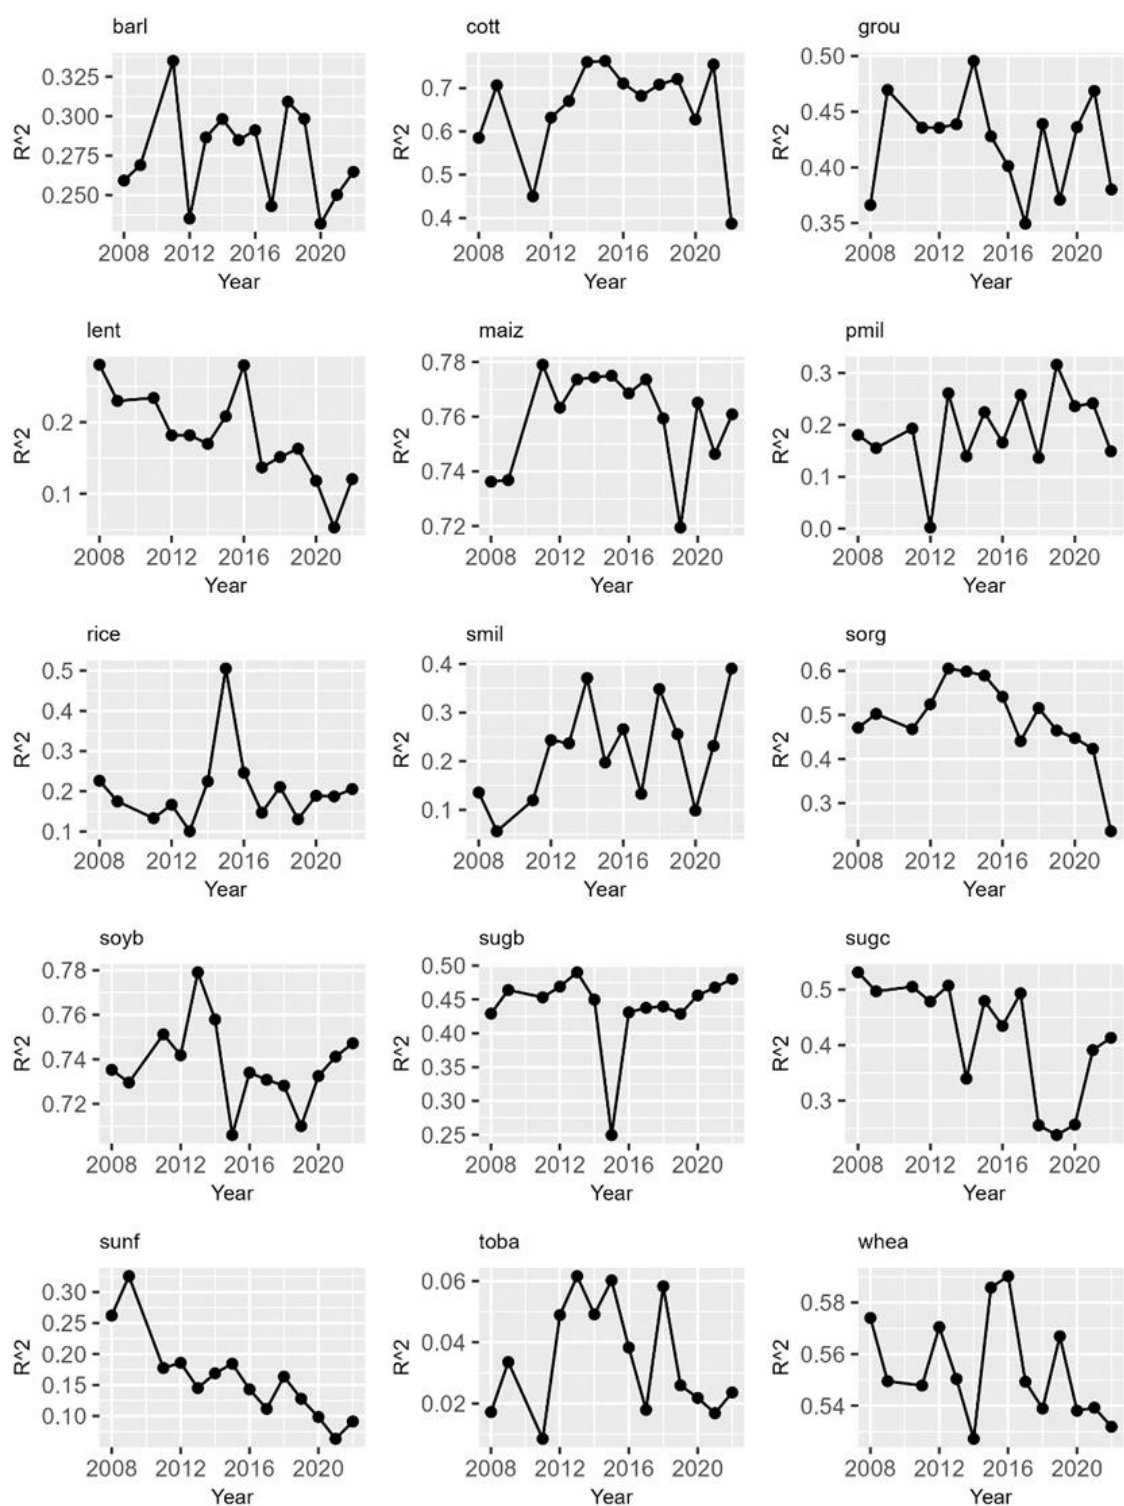 barl
R^2
0.325
0.300
0.275
0.250
2008 2012 2016 2020
Year
cott
R^2
0.7
0.6
0.5
0.4
2008 2012 2016 2020
Year
grou
R^2
0.50
0.45
0.40
0.35
2008 2012 2016 2020
Year
lent
R^2
0.2
0.1
2008 2012 2016 2020
Year
maiz
R^2
0.78
0.76
0.74
0.72
2008 2012 2016 2020
Year
pmil
R^2
0.3
0.2
0.1
0.0
2008 2012 2016 2020
Year
rice
R^2
0.5
0.4
0.3
0.2
0.1
2008 2012 2016 2020
Year
smil
R^2
0.4
0.3
0.2
0.1
2008 2012 2016 2020
Year
sorg
R^2
0.6
0.5
0.4
0.3
2008 2012 2016 2020
Year
soyb
R^2
0.78
0.76
0.74
0.72
2008 2012 2016 2020
Year
sugb
R^2
0.50
0.45
0.40
0.35
0.30
0.25
2008 2012 2016 2020
Year
sugc
R^2
0.5
0.4
0.3
2008 2012 2016 2020
Year
sunf
R^2
0.30
0.25
0.20
0.15
0.10
2008 2012 2016 2020
Year
toba
R^2
0.06
0.04
0.02
2008 2012 2016 2020
Year
whea
R^2
0.58
0.56
0.54
2008 2012 2016 2020
Year